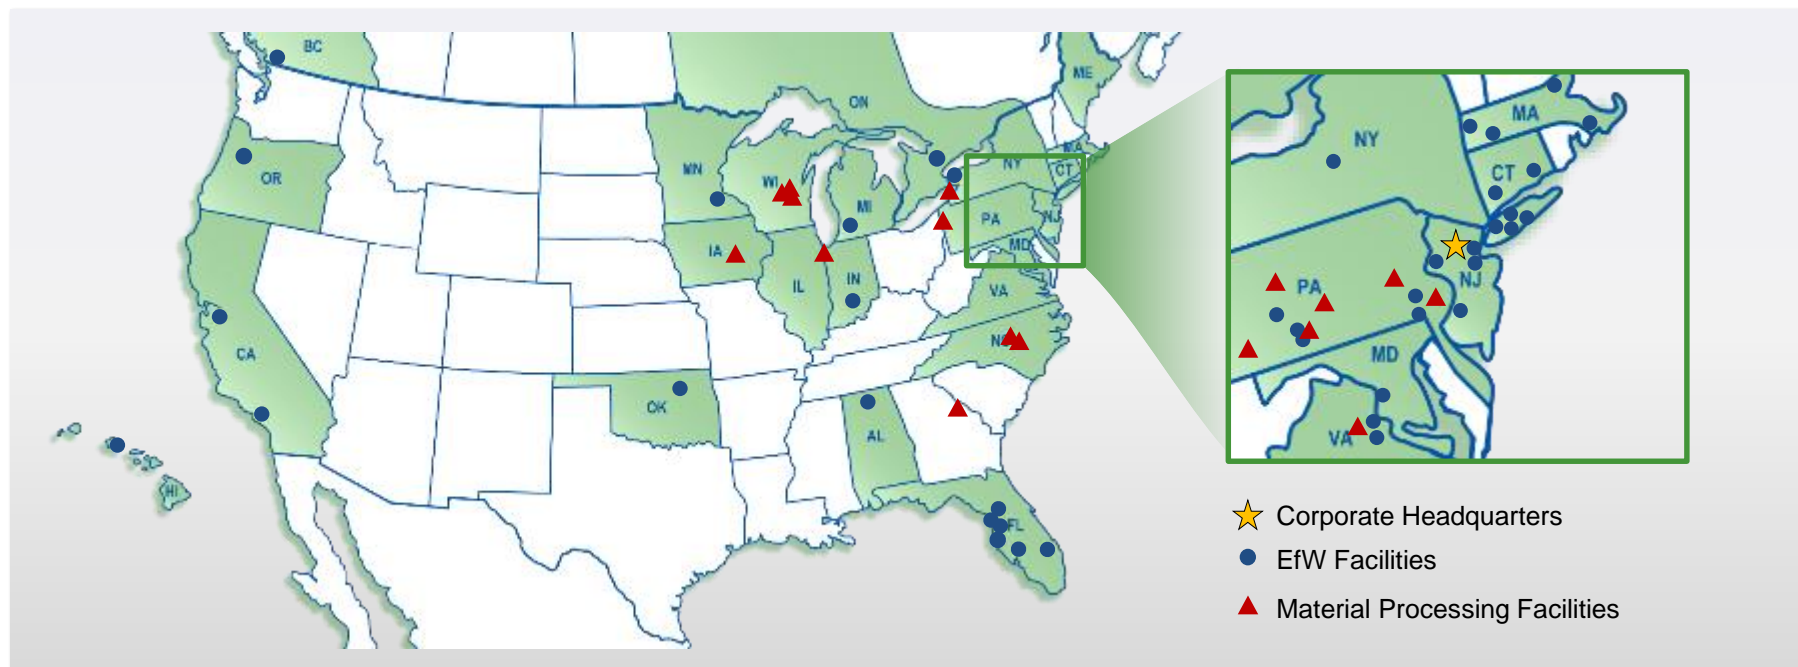 BC
ME
ON
MN
WI
NY
MA
CT
OR
MI
PA
NJ
IA
MD
IL
IN
VA
CA
OK
AL
HI
FL
NY
MA
CT
PA
NJ
MD
VA
Corporate Headquarters
EfW Facilities
Material Processing Facilities